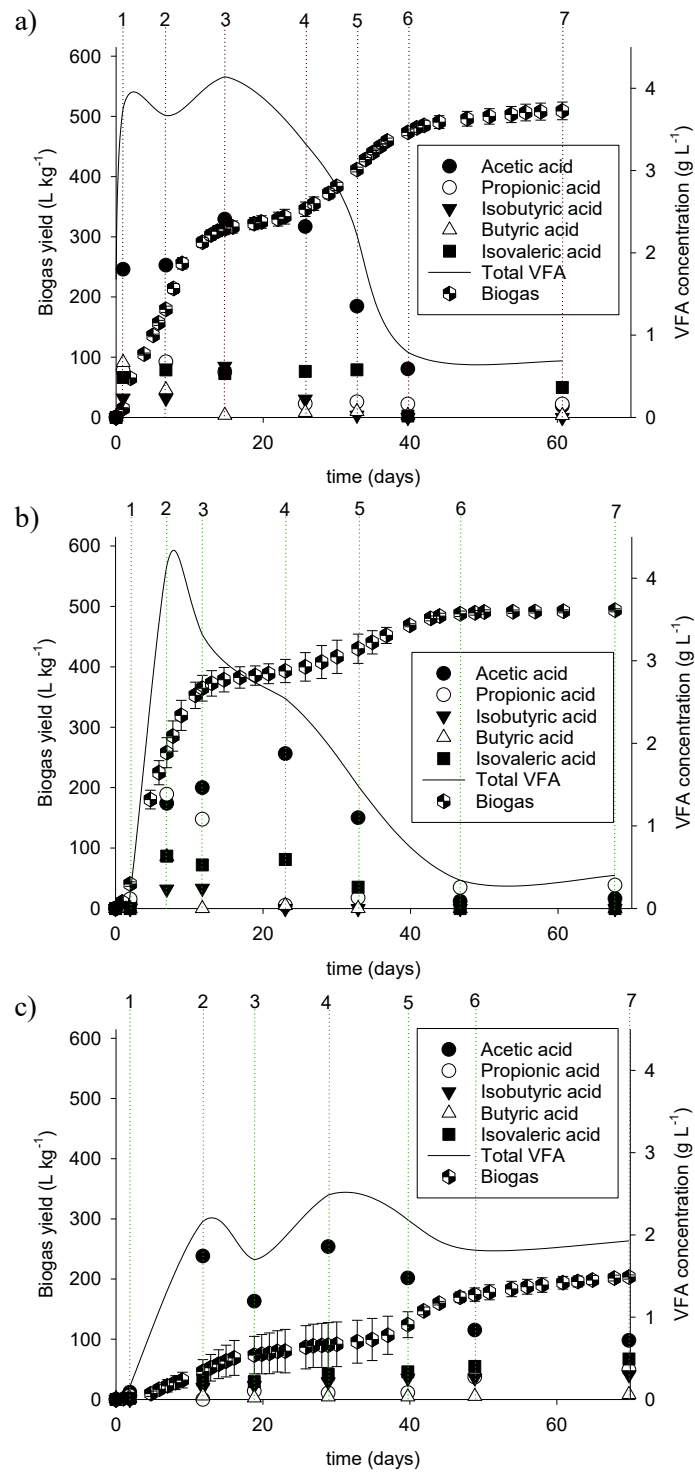 a)
1 2 3 4 5 6 7
600
500
400
300
200
100
0
Biogas yield (L kg-1)
4
3
2
1
0
VFA concentration (g L-1)
Acetic acid
Propionic acid
Isobutyric acid
Butyric acid
Isovaleric acid
Total VFA
Biogas
0 20 40 60
time (days)
b)
1 2 3 4 5 6 7
600
500
400
300
200
100
0
Biogas yield (L kg-1)
4
3
2
1
0
VFA concentration (g L-1)
Acetic acid
Propionic acid
Isobutyric acid
Butyric acid
Isovaleric acid
Total VFA
Biogas
0 20 40 60
time (days)
c)
1 2 3 4 5 6 7
600
500
400
300
200
100
0
Biogas yield (L kg-1)
4
3
2
1
0
VFA concentration (g L-1)
Acetic acid
Propionic acid
Isobutyric acid
Butyric acid
Isovaleric acid
Total VFA
Biogas
0 20 40 60
time (days)